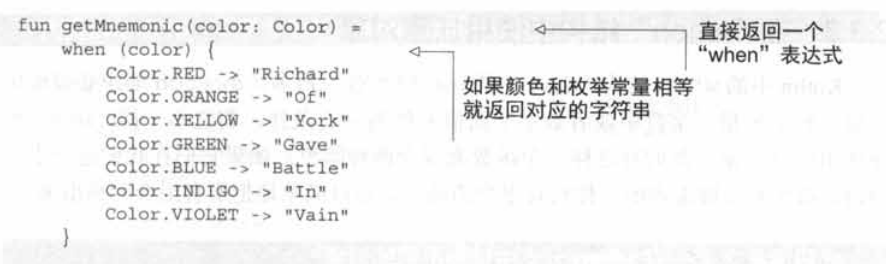 fun getMnemonic(color: Color) =
when (color) {
Color.RED -> "Richard"
Color.ORANGE -> "Of"
Color.YELLOW -> "York"
Color.GREEN -> "Gave"
Color.BLUE -> "Battle"
Color.INDIGO -> "In"
Color.VIOLET -> "Vain"
}
直接返回一个
“when”表达式
如果颜色和枚举常量相等
就返回对应的字符串